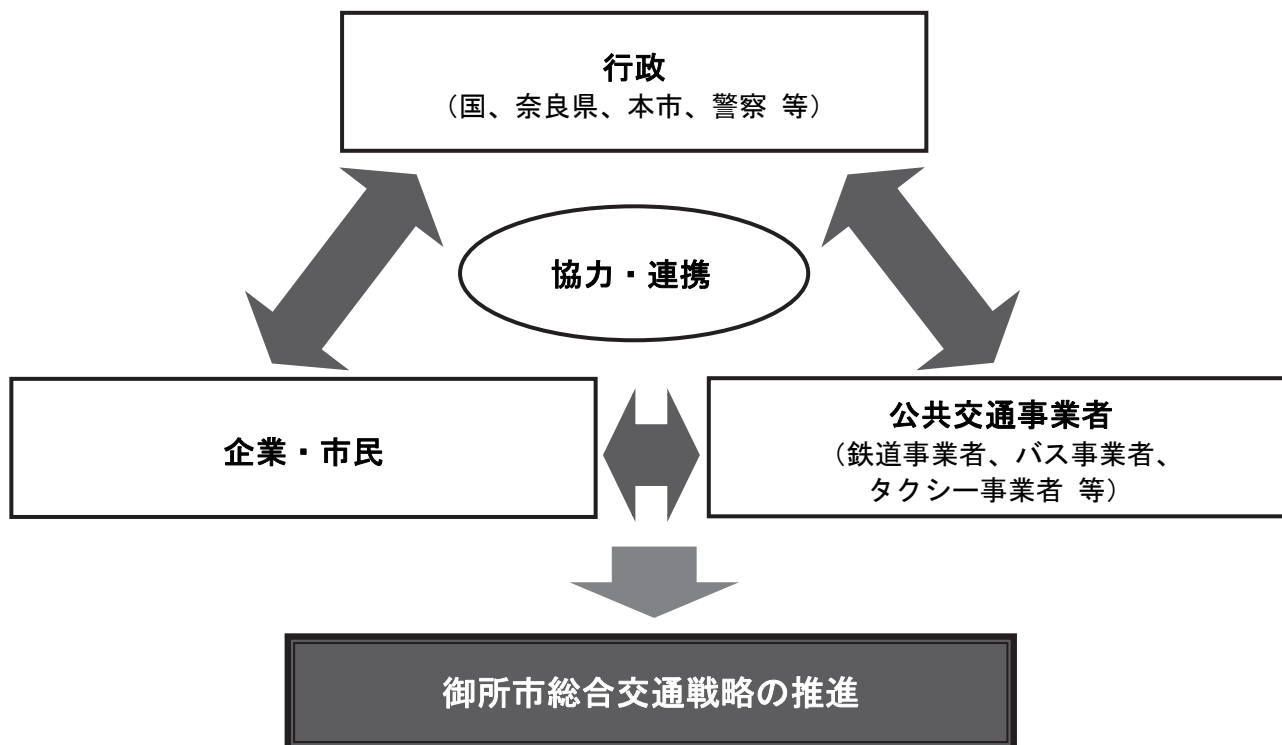 行政
（国、奈良県、本市、警察 等）
協力・連携
企業・市民
公共交通事業者
（鉄道事業者、バス事業者、
タクシー事業者 等）
御所市総合交通戦略の推進